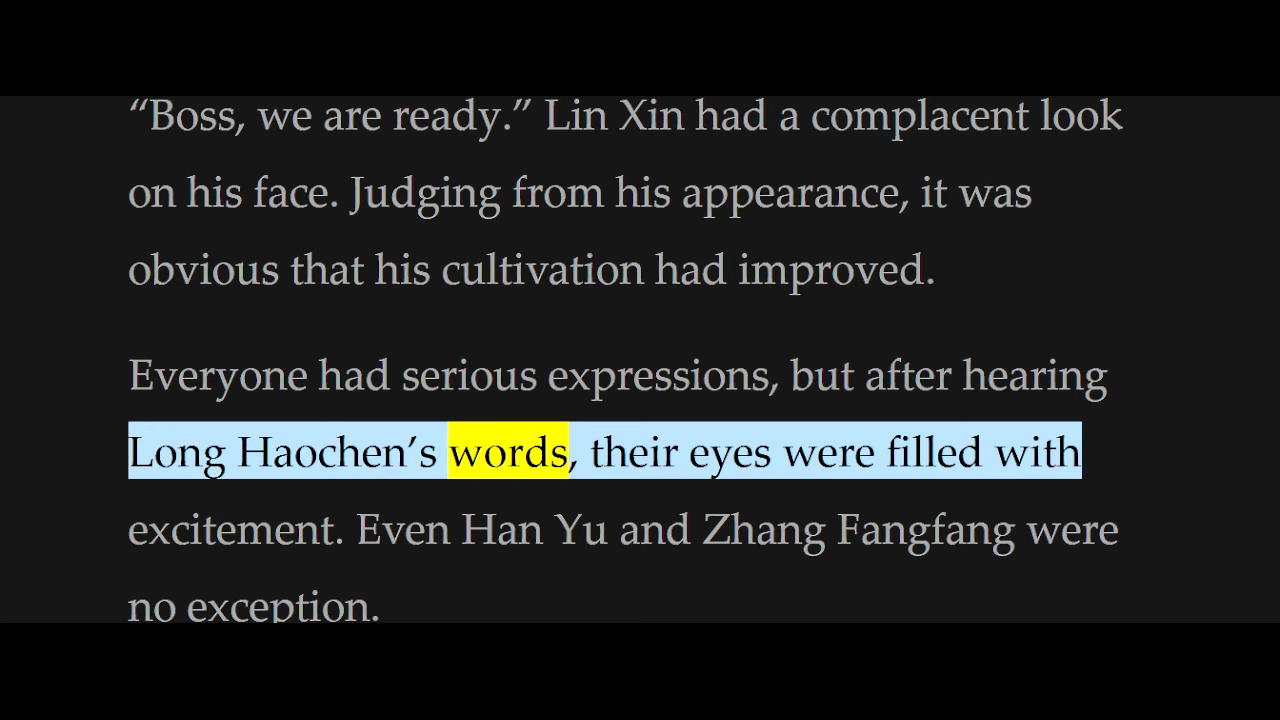 “Boss, we are ready.” Lin Xin had a complacent look
on his face. Judging from his appearance, it was
obvious that his cultivation had improved.
Everyone had serious expressions, but after hearing
Long Haochen’s words, their eyes were filled with
excitement. Even Han Yu and Zhang Fangfang were
no exception.